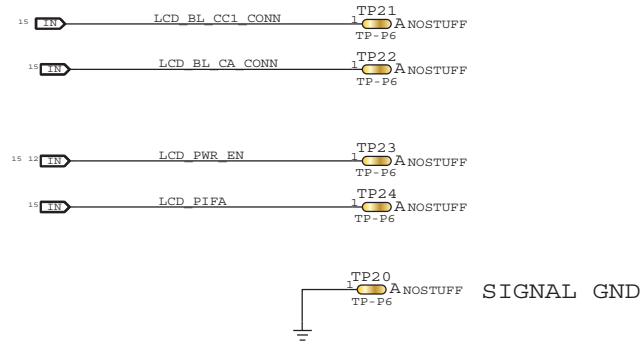 TP21
15 IN LCD_BL_CC1_CONN 1 A NOSTUFF
TP-P6
TP22
15 IN LCD_BL_CA_CONN 1 A NOSTUFF
TP-P6
TP23
15 12 IN LCD_PWR_EN 1 A NOSTUFF
TP-P6
TP24
15 IN LCD_PIFA 1 A NOSTUFF
TP-P6
TP20
1 A NOSTUFF SIGNAL GND
TP-P6